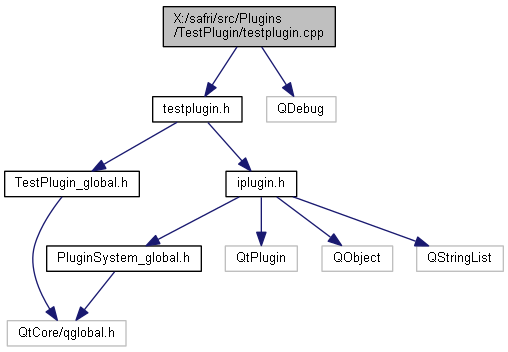 X:/safri/src/Plugins
/TestPlugin/testplugin.cpp
testplugin.h
QDebug
TestPlugin_global.h
iplugin.h
PluginSystem_global.h
QtPlugin
QObject
QStringList
QtCore/qglobal.h